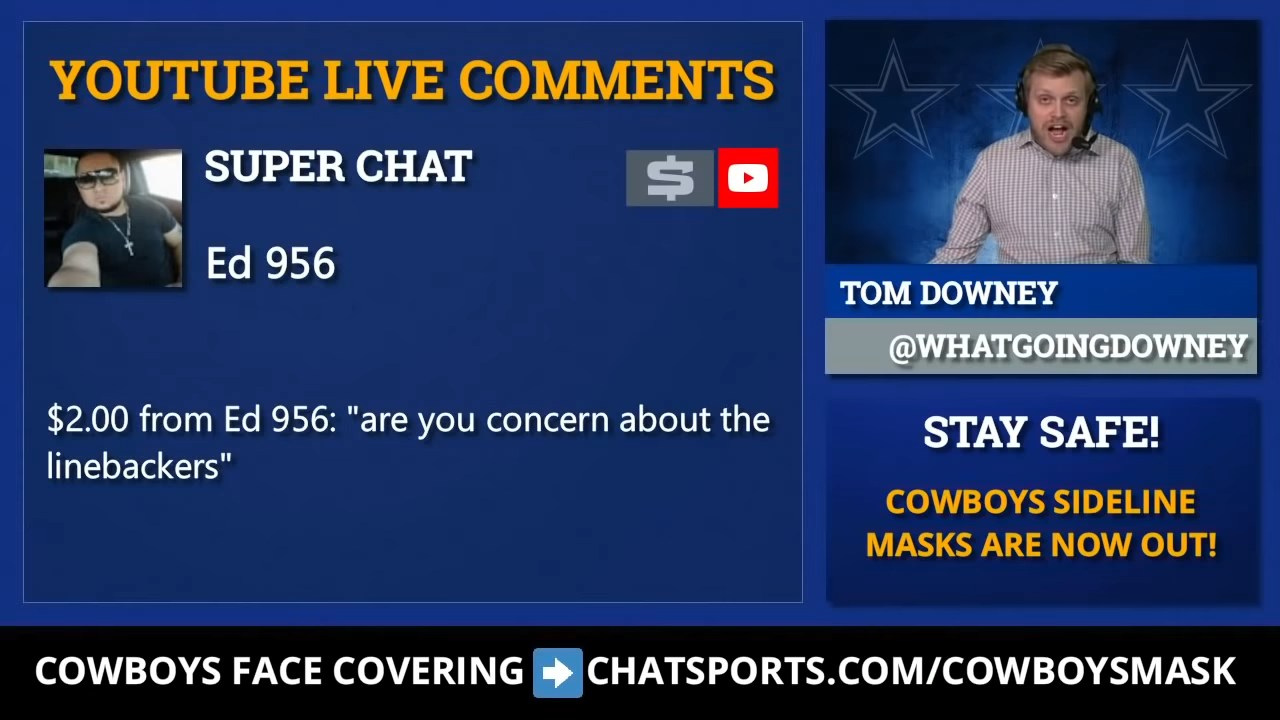 YOUTUBE LIVE COMMENTS
SUPER CHAT
Ed 956
$2.00 from Ed 956: "are you concern about the
linebackers"
TOM DOWNEY
@WHATGOINGDOWNEY
STAY SAFE!
COWBOYS SIDELINE
MASKS ARE NOW OUT!
COWBOYS FACE COVERING ➡ CHATSPORTS.COM/COWBOYSMASK